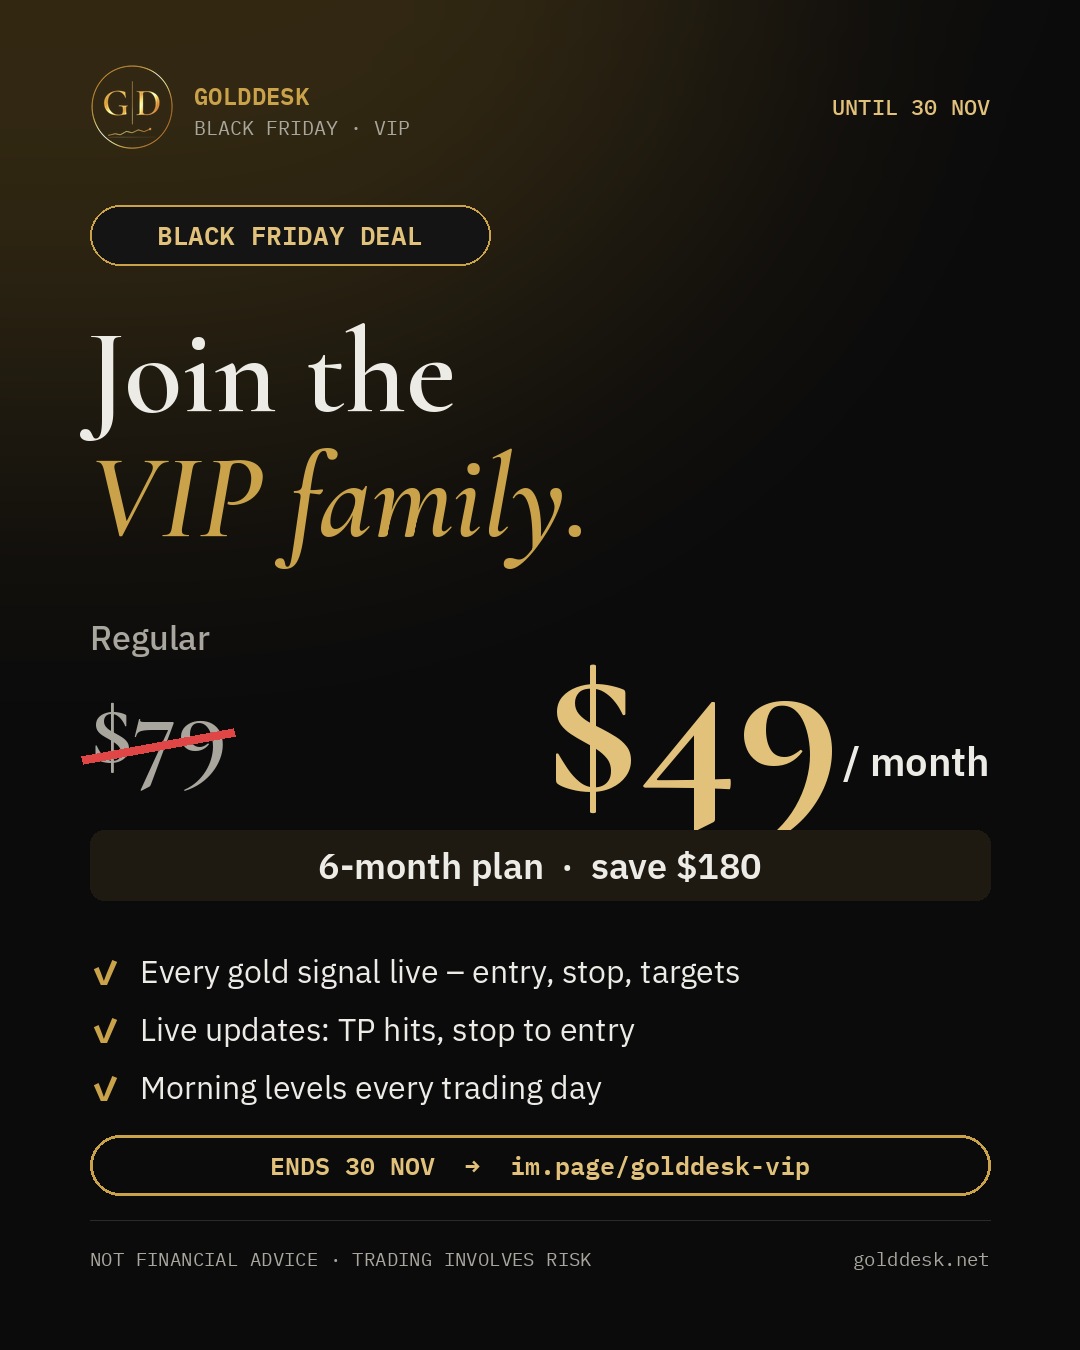 G|D
GOLDDESK
BLACK FRIDAY · VIP
UNTIL 30 NOV
BLACK FRIDAY DEAL
Join the
VIP family.
Regular
$79
$49 / month
6-month plan · save $180
✓ Every gold signal live – entry, stop, targets
✓ Live updates: TP hits, stop to entry
✓ Morning levels every trading day
ENDS 30 NOV → im.page/golddesk-vip
NOT FINANCIAL ADVICE · TRADING INVOLVES RISK
golddesk.net